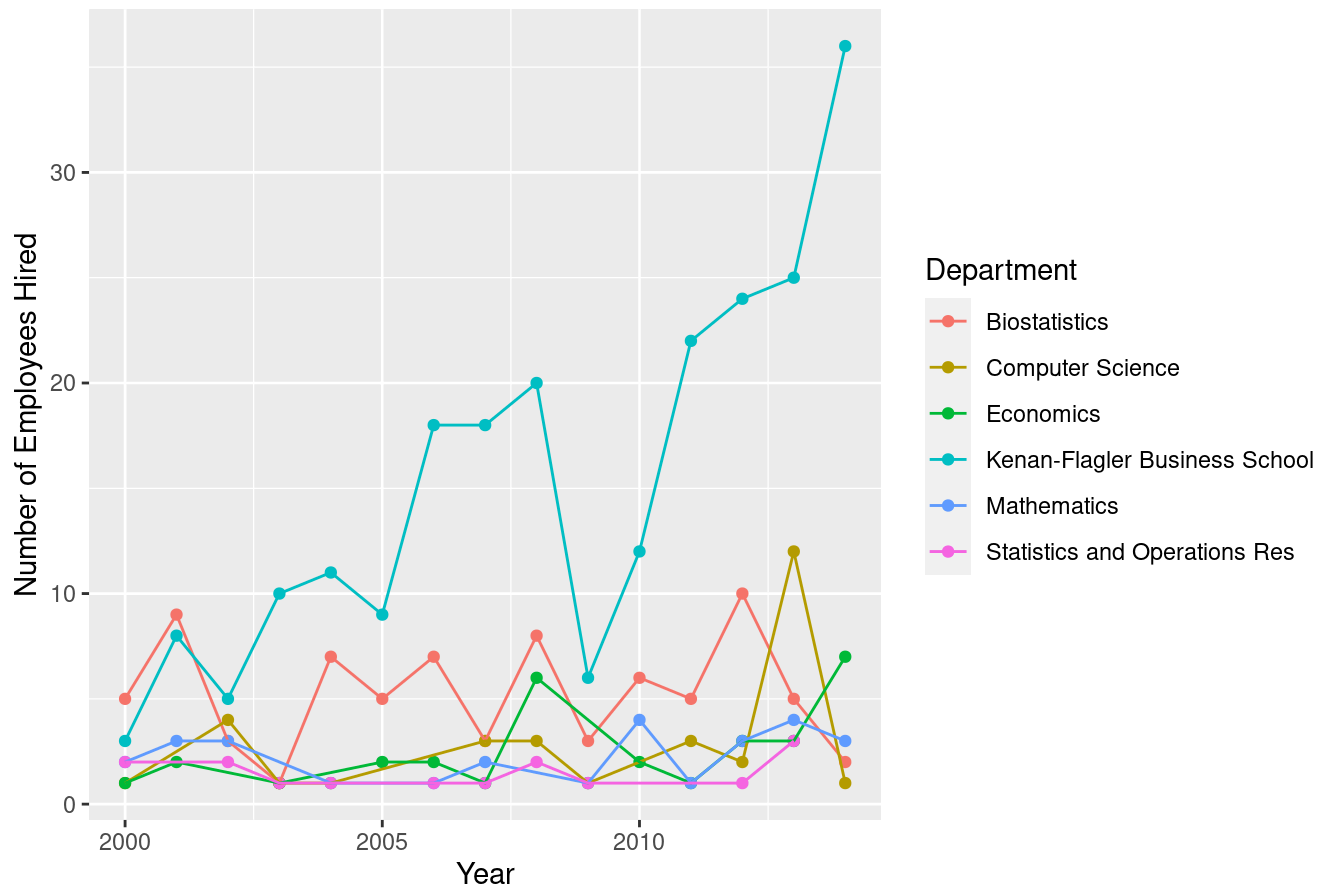 Number of Employees Hired
30
20
10
0
2000
2005
2010
Year
Department
Biostatistics
Computer Science
Economics
Kenan-Flagler Business School
Mathematics
Statistics and Operations Res